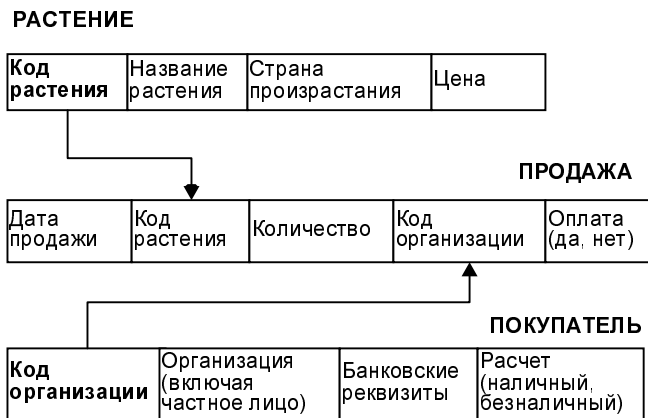 РАСТЕНИЕ
Код
растения
Название
растения
Страна
произрастания
Цена
ПРОДАЖА
Дата
продажи
Код
растения
Количество
Код
организации
Оплата
(да, нет)
ПОКУПАТЕЛЬ
Код
организации
Организация
(включая
частное лицо)
Банковские
реквизиты
Расчет
(наличный,
безналичный)